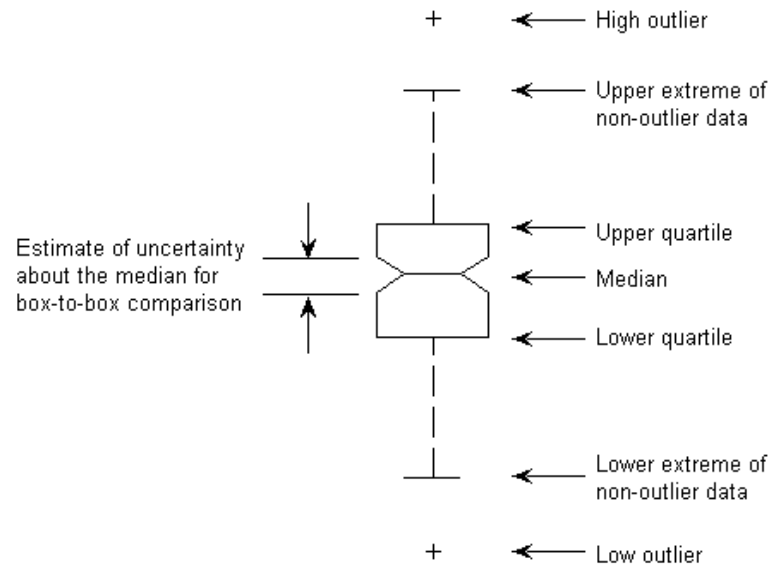 High outlier
Upper extreme of
non-outlier data
Upper quartile
Estimate of uncertainty
about the median for
box-to-box comparison
Median
Lower quartile
Lower extreme of
non-outlier data
Low outlier